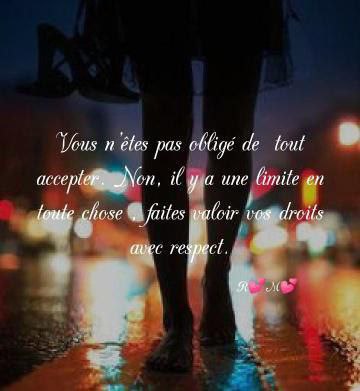 Vous n'êtes pas obligé de tout
accepter. Non, il y a une limite en
toute chose , faites valoir vos droits
avec respect.
R💕M💕